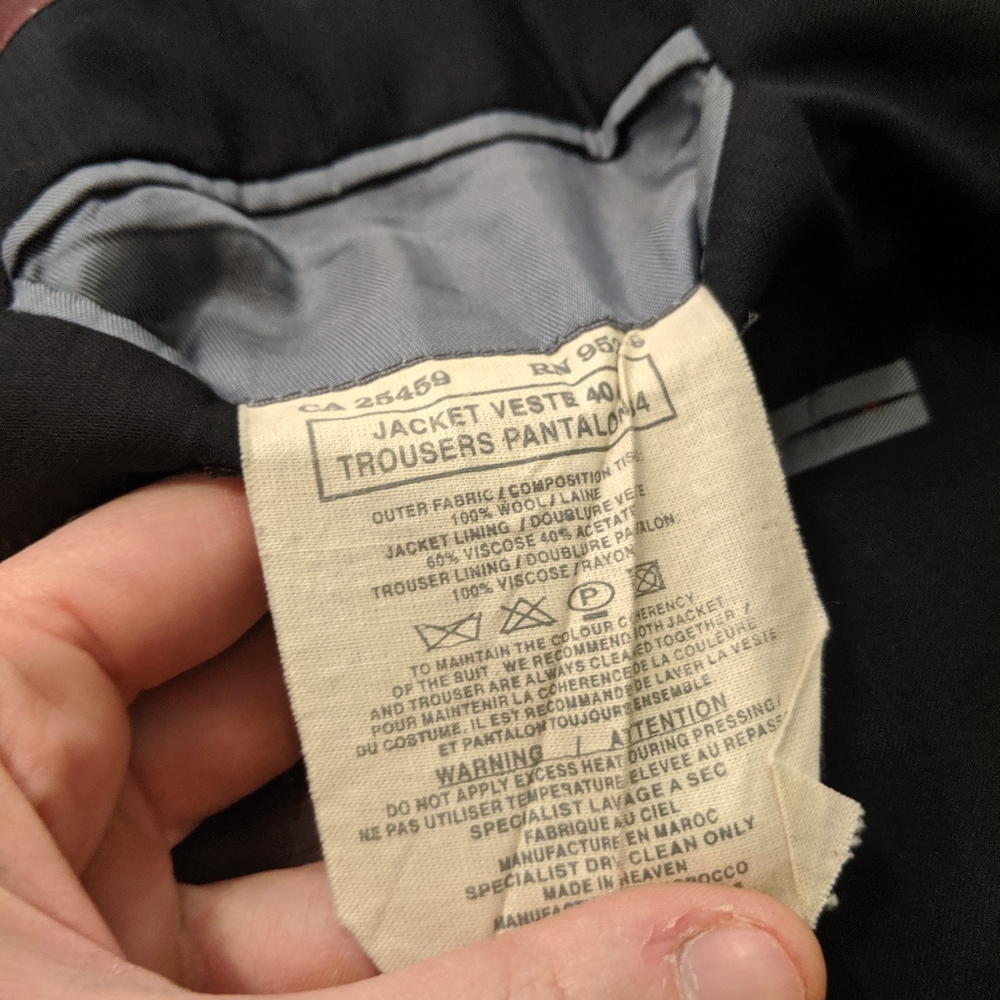 CA 25459 RN
JACKET VESTE 40
TROUSERS PANTALON 34
OUTER FABRIC / COMPOSITION
100% WOOL / LAINE
JACKET LINING / DOUBLURE VESTE
60% VISCOSE 40% ACETATE
TROUSER LINING / DOUBLURE PANTALON
100% VISCOSE / RAYON
P
TO MAINTAIN THE COLOUR COHERENCY
OF THE SUIT. WE RECOMMEND BOTH JACKET
AND TROUSER ARE ALWAYS CLEANED TOGETHER /
POUR MAINTENIR LA COHERENCE DE LA COULEURE
DU COSTUME, IL EST RECOMMANDE DE LAVER LA VESTE
ET PANTALON TOUJOURS ENSEMBLE
WARNING / ATTENTION
DO NOT APPLY EXCESS HEAT DURING PRESSING/
NE PAS UTILISER TEMPERATURE ELEVEE AU REPASS
SPECIALIST LAVAGE A SEC
FABRIQUE AU CIEL
MANUFACTURE EN MAROC
SPECIALIST DRY CLEAN ONLY
MADE IN HEAVEN